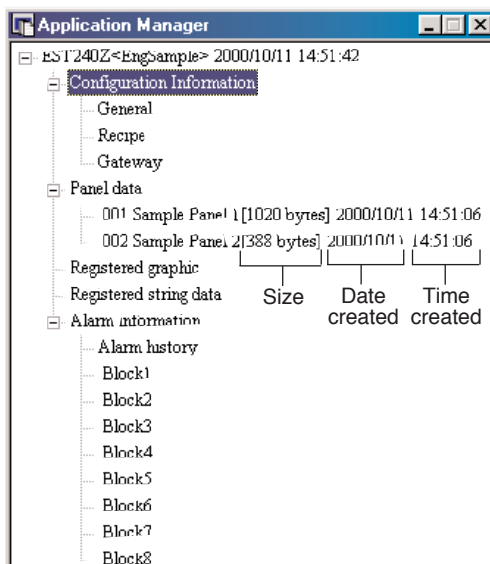 Application Manager
EST240Z<EngSample> 2000/10/11 14:51:42
Configuration Information
General
Recipe
Gateway
Panel data
001 Sample Panel 1[1020 bytes] 2000/10/11 14:51:06
002 Sample Panel 2[388 bytes] 2000/10/11 14:51:06
Registered graphic
Registered string data
Size
Date created
Time created
Alarm information
Alarm history
Block1
Block2
Block3
Block4
Block5
Block6
Block7
Block8